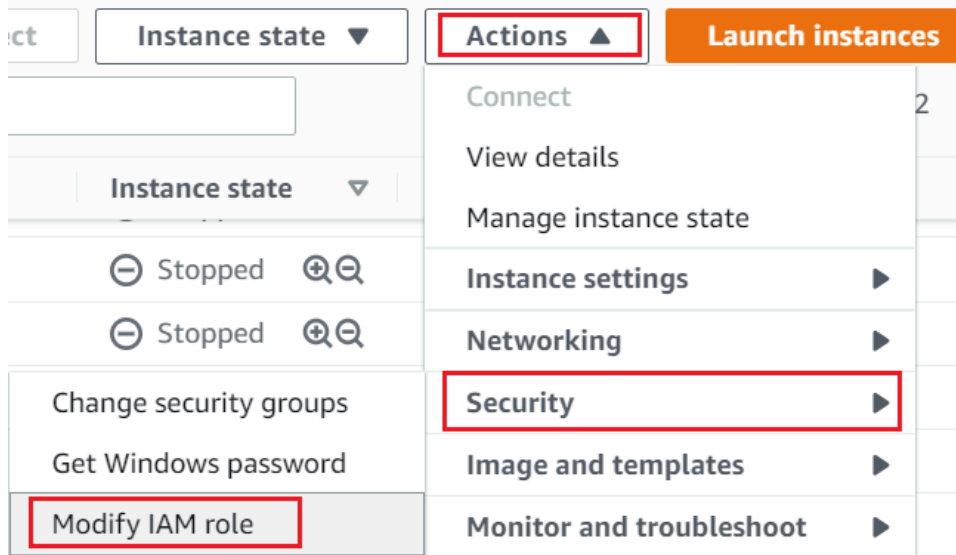 ct
Instance state
Actions
Launch instances
Connect
2
View details
Instance state
Manage instance state
Stopped
Instance settings
Stopped
Networking
Change security groups
Security
Get Windows password
Image and templates
Modify IAM role
Monitor and troubleshoot